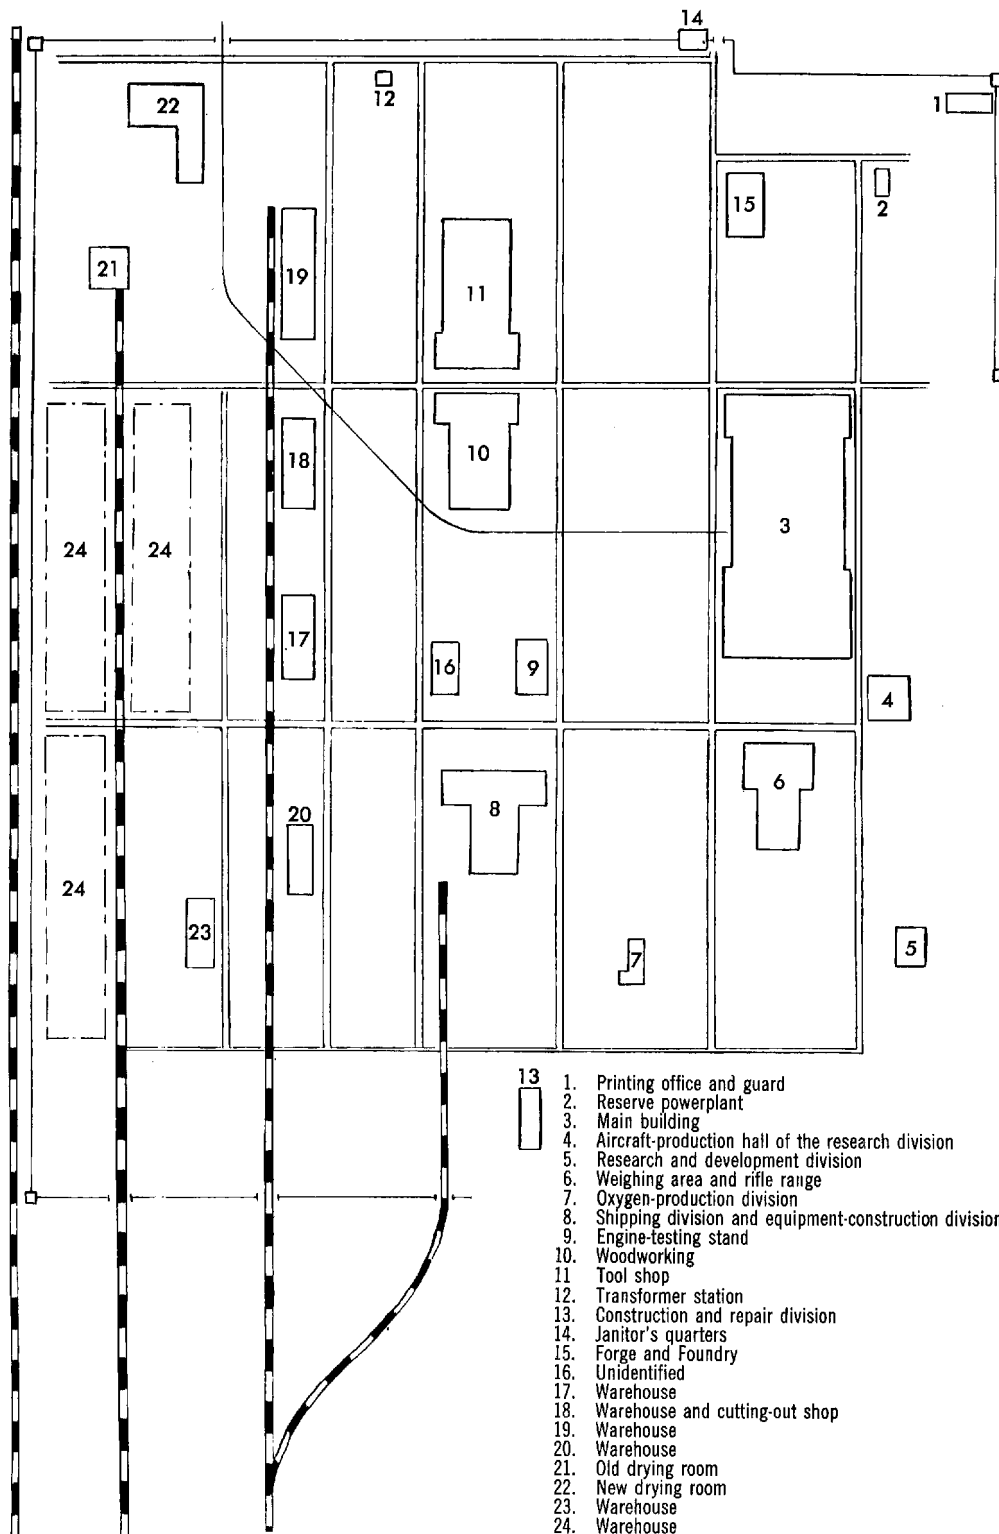 14
22
12
1
15
2
21
19
11
18
10
24
24
3
17
16
9
4
6
20
8
24
23
7
5
13
1. Printing office and guard
2. Reserve powerplant
3. Main building
4. Aircraft-production hall of the research division
5. Research and development division
6. Weighing area and rifle range
7. Oxygen-production division
8. Shipping division and equipment-construction division
9. Engine-testing stand
10. Woodworking
11 Tool shop
12. Transformer station
13. Construction and repair division
14. Janitor's quarters
15. Forge and Foundry
16. Unidentified
17. Warehouse
18. Warehouse and cutting-out shop
19. Warehouse
20. Warehouse
21. Old drying room
22. New drying room
23. Warehouse
24. Warehouse